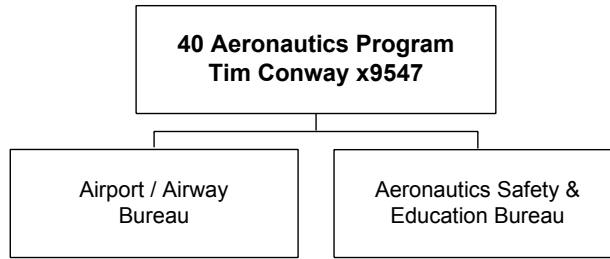 40 Aeronautics Program
Tim Conway x9547
Airport / Airway
Bureau
Aeronautics Safety &
Education Bureau